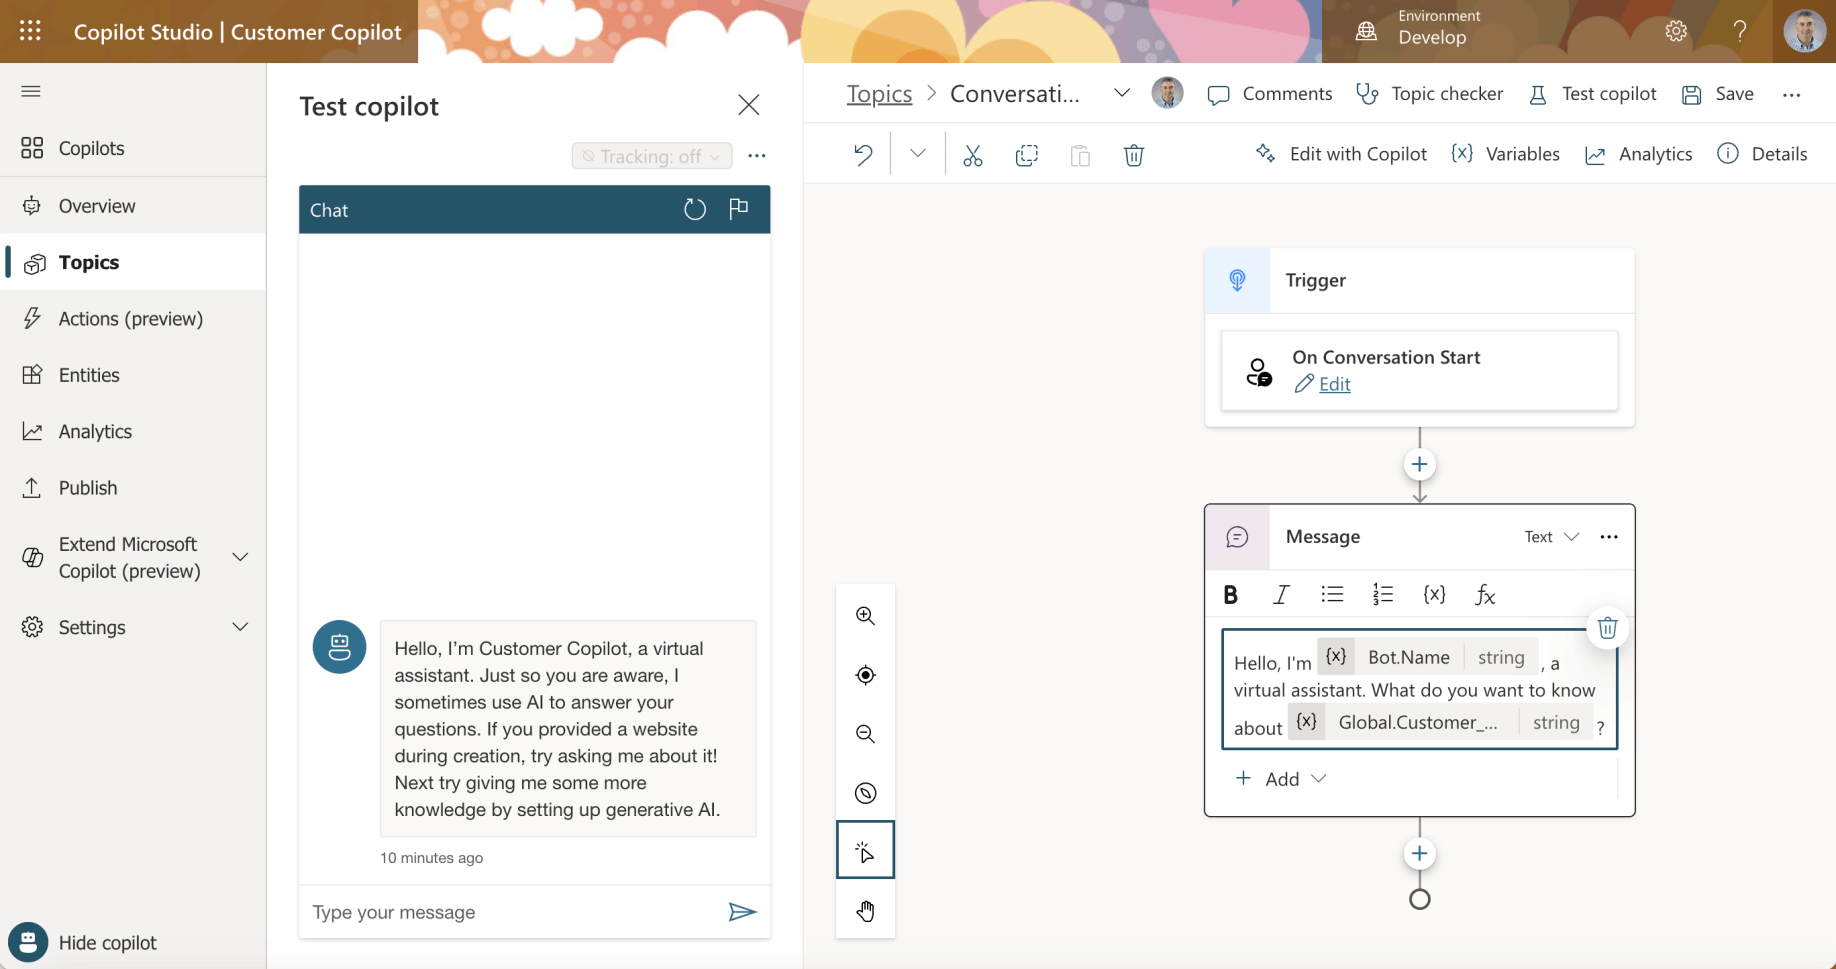 Copilot Studio | Customer Copilot
Environment
Develop
Copilots
Overview
Topics
Actions (preview)
Entities
Analytics
Publish
Extend Microsoft
Copilot (preview)
Settings
Hide copilot
Test copilot
Tracking: off
Chat
Hello, I’m Customer Copilot, a virtual
assistant. Just so you are aware, I
sometimes use AI to answer your
questions. If you provided a website
during creation, try asking me about it!
Next try giving me some more
knowledge by setting up generative AI.
10 minutes ago
Type your message
Topics > Conversati...
Comments
Topic checker
Test copilot
Save
Edit with Copilot
{x} Variables
Analytics
Details
Trigger
On Conversation Start
Edit
Message
Text
B I {x} fx
Hello, I'm {x} Bot.Name string , a
virtual assistant. What do you want to know
about {x} Global.Customer_... string ?
+ Add